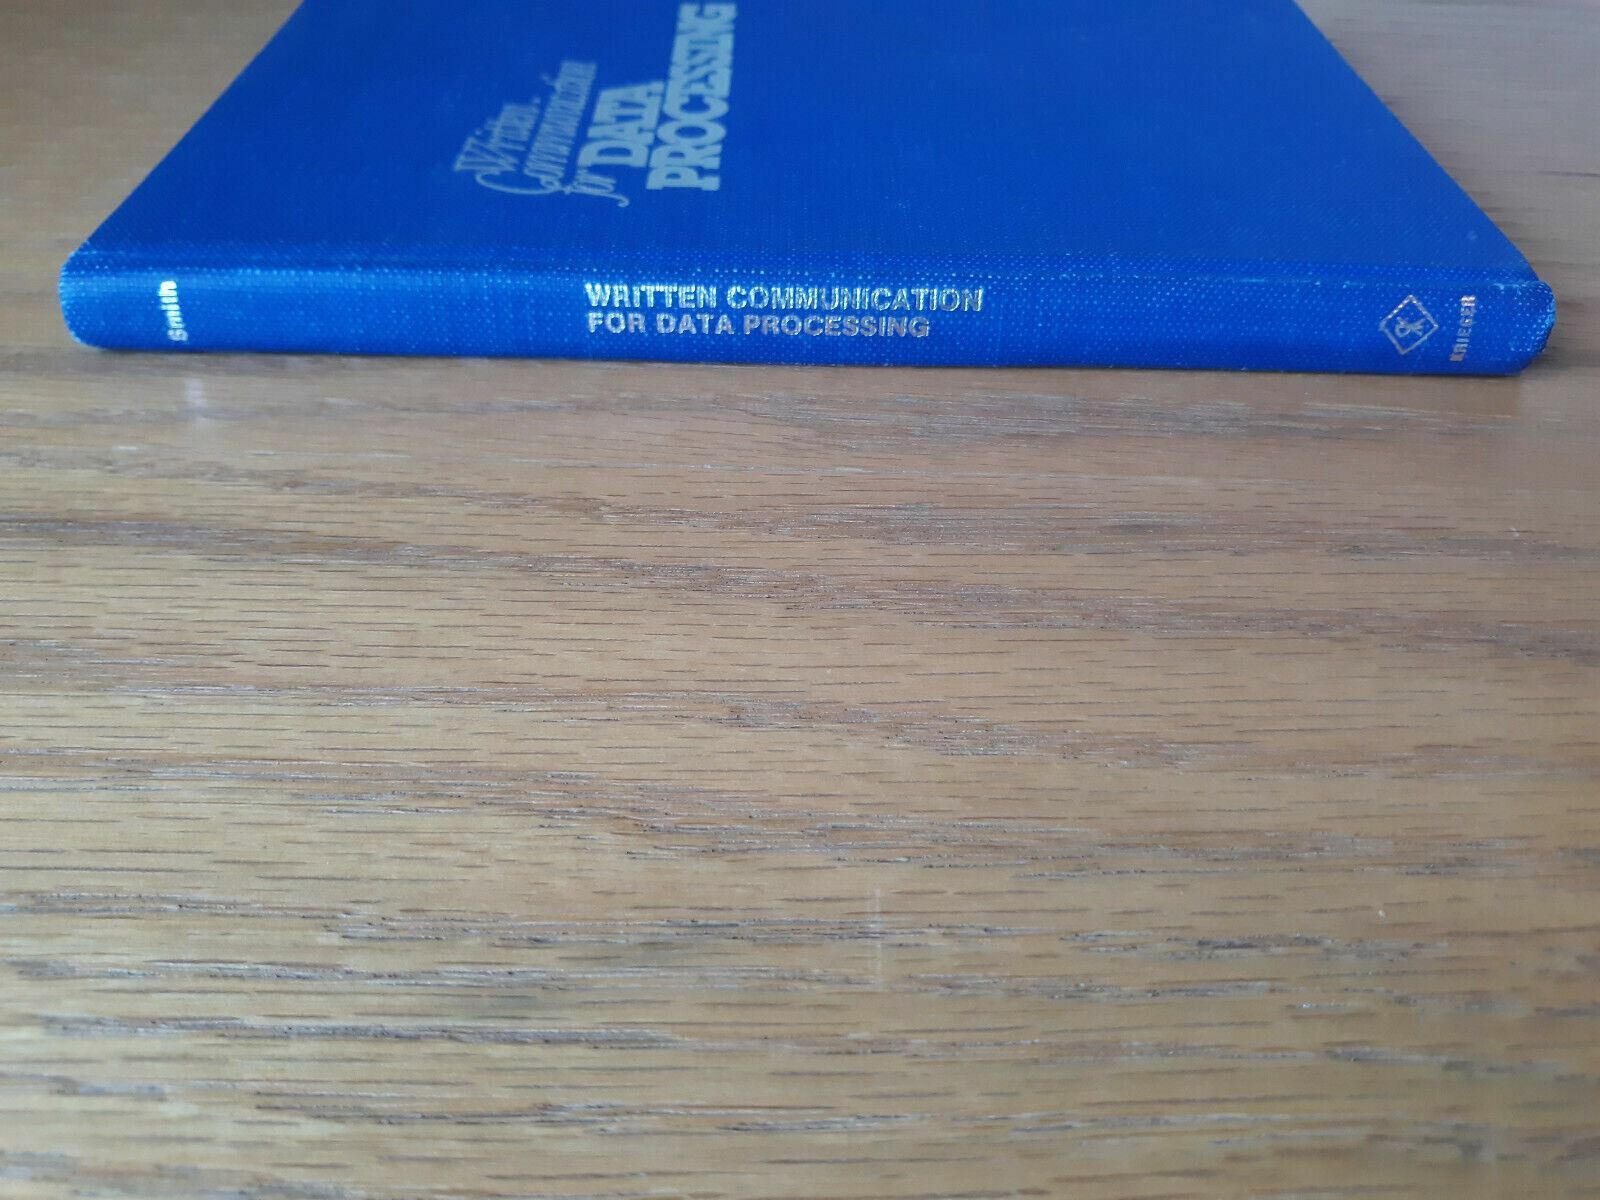 Written
Communication
for DATA
PROCESSING
Smith
WRITTEN COMMUNICATION
FOR DATA PROCESSING
KRIEGER